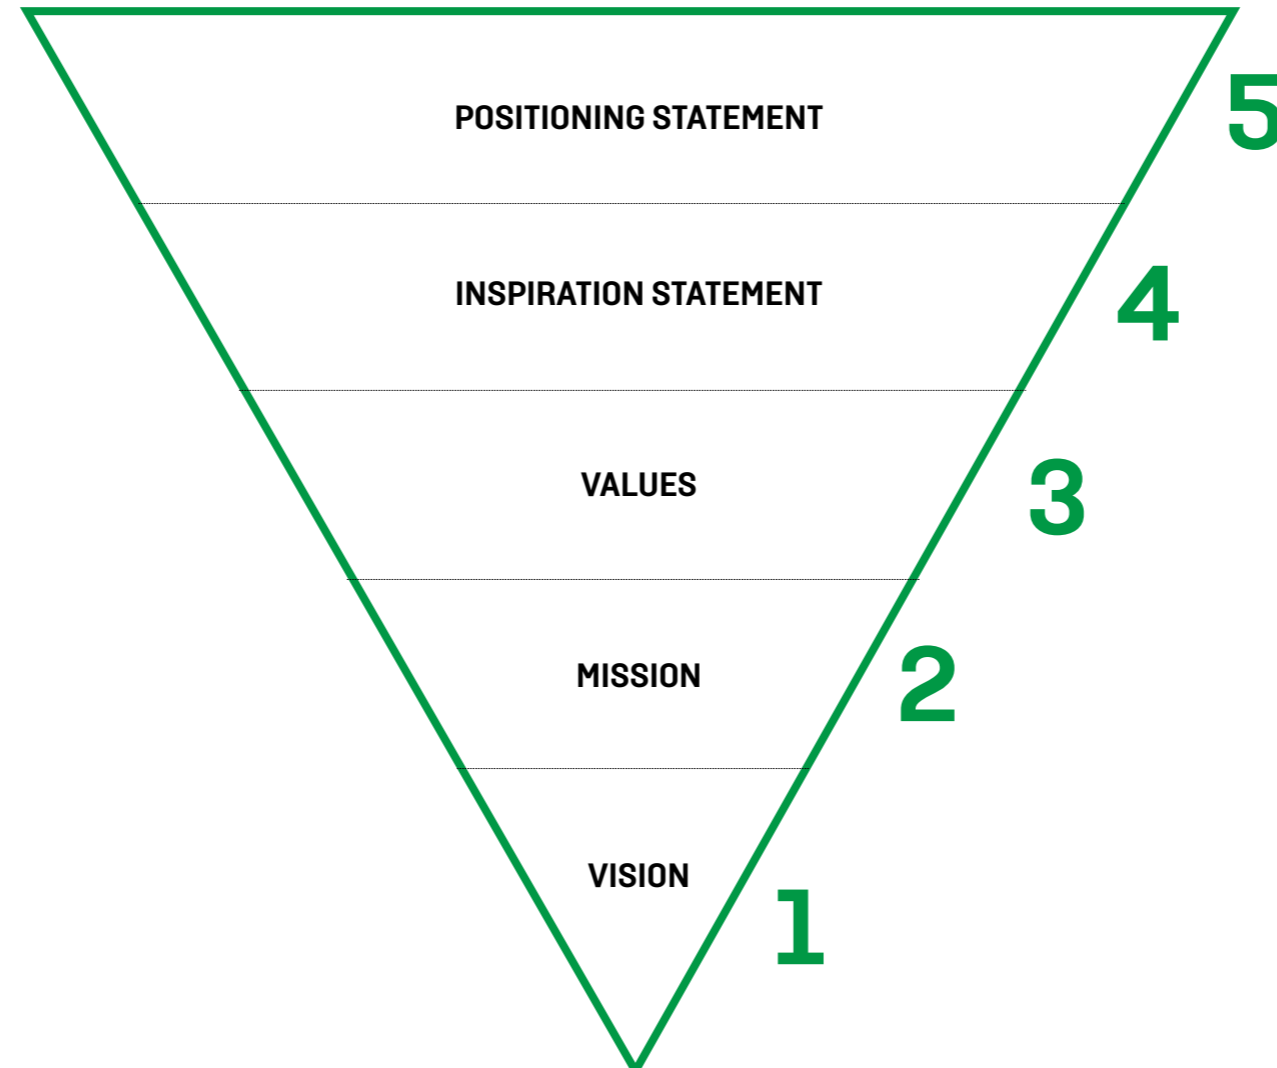 POSITIONING STATEMENT
5
INSPIRATION STATEMENT
4
VALUES
3
MISSION
2
VISION
1